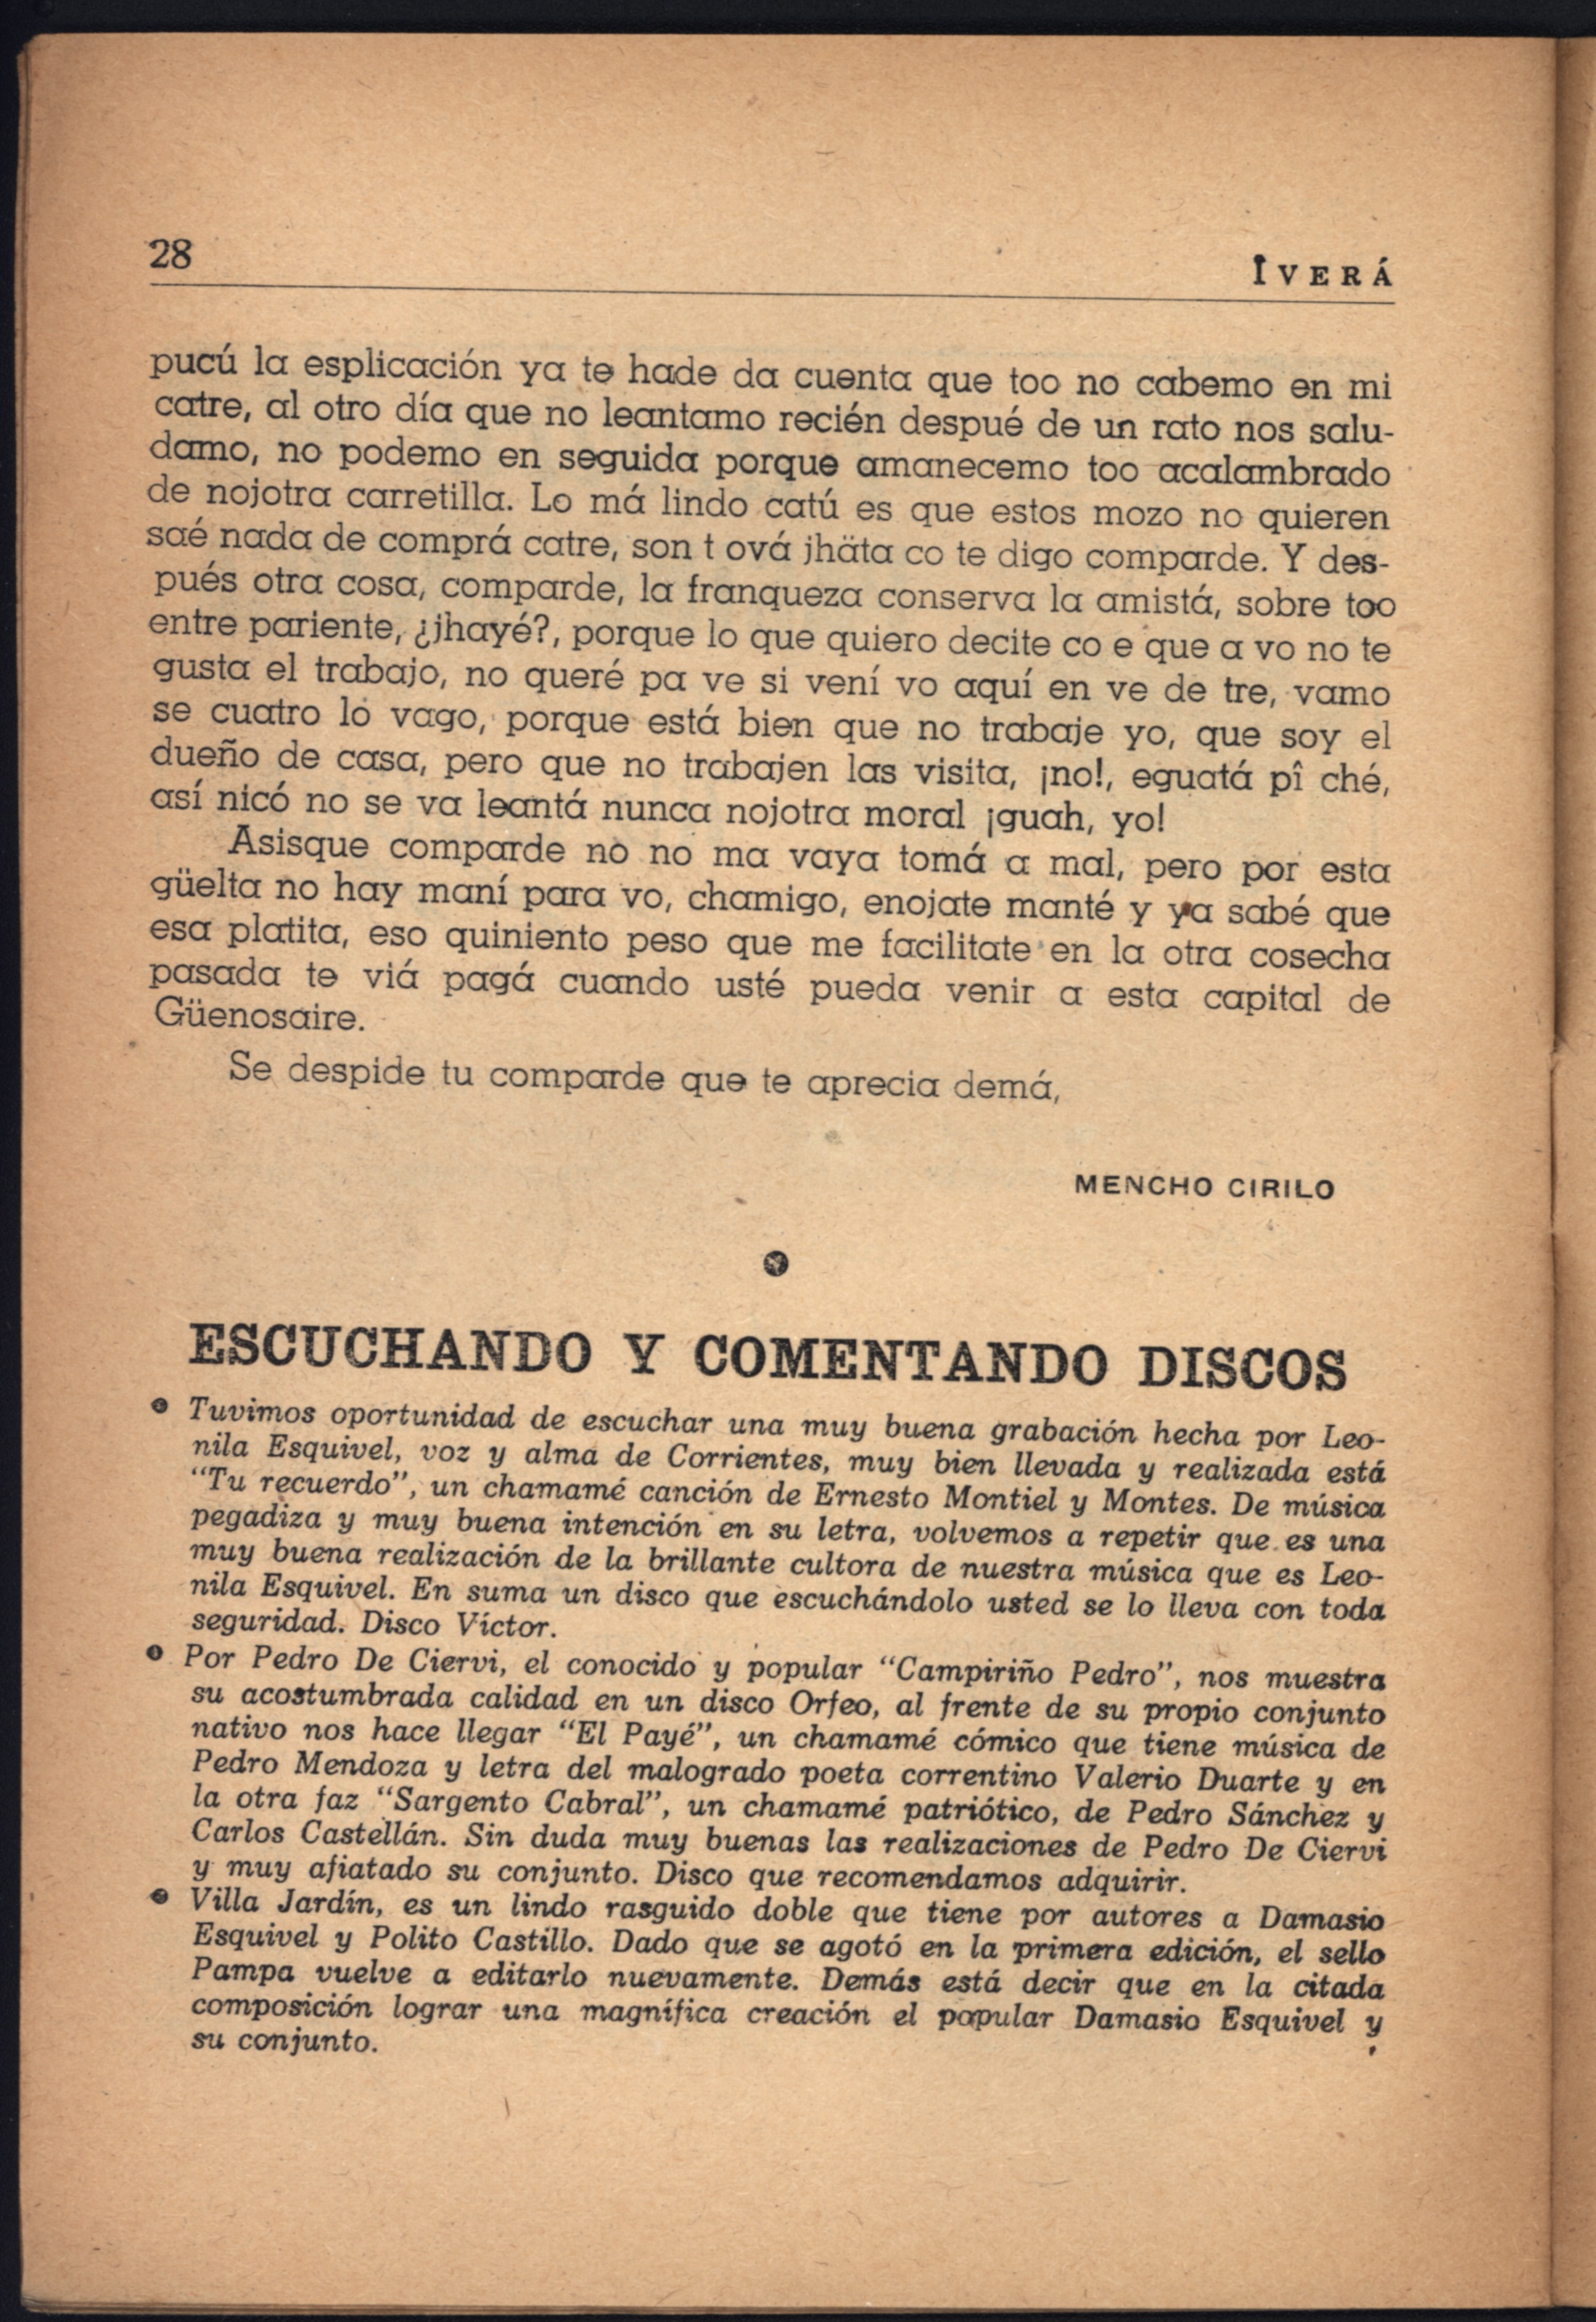 28
ÎVERÁ
pucú la esplicación ya te hade da cuenta que too no cabemo en mi
catre, al otro día que no leantamo recién despué de un rato nos salu-
damo, no podemo en seguida porque amanecemo too acalambrado
de nojotra carretilla. Lo má lindo catú es que estos mozo no quieren
saé nada de comprá catre, son t ová jhäta co te digo comparde. Y des-
pués otra cosa, comparde, la franqueza conserva la amistá, sobre too
entre pariente, ¿jhayé?, porque lo que quiero decite co e que a vo no te
gusta el trabajo, no queré pa ve si vení vo aquí en ve de tre, vamo
se cuatro lo vago, porque está bien que no trabaje yo, que soy el
dueño de casa, pero que no trabajen las visita, ¡no!, eguatá pî ché,
así nicó no se va leantá nunca nojotra moral ¡guah, yo!
Asisque comparde no no ma vaya tomá a mal, pero por esta
güelta no hay maní para vo, chamigo, enojate manté y ya sabé que
esa platita, eso quiniento peso que me facilitate en la otra cosecha
pasada te viá pagá cuando usté pueda venir a esta capital de
Güenosaire.
Se despide tu comparde que te aprecia demá,
MENCHO CIRILO
ESCUCHANDO Y COMENTANDO DISCOS
Tuvimos oportunidad de escuchar una muy buena grabación hecha por Leo-
nila Esquivel, voz y alma de Corrientes, muy bien llevada y realizada está
“Tu recuerdo”, un chamamé canción de Ernesto Montiel y Montes. De música
pegadiza y muy buena intención en su letra, volvemos a repetir que es una
muy buena realización de la brillante cultora de nuestra música que es Leo-
nila Esquivel. En suma un disco que escuchándolo usted se lo lleva con toda
seguridad. Disco Víctor.
Por Pedro De Ciervi, el conocido y popular “Campiriño Pedro”, nos muestra
su acostumbrada calidad en un disco Orfeo, al frente de su propio conjunto
nativo nos hace llegar “El Payé”, un chamamé cómico que tiene música de
Pedro Mendoza y letra del malogrado poeta correntino Valerio Duarte y en
la otra faz “Sargento Cabral”, un chamamé patriótico, de Pedro Sánchez y
Carlos Castellán. Sin duda muy buenas las realizaciones de Pedro De Ciervi
y muy afiatado su conjunto. Disco que recomendamos adquirir.
Villa Jardín, es un lindo rasguido doble que tiene por autores a Damasio
Esquivel y Polito Castillo. Dado que se agotó en la primera edición, el sello
Pampa vuelve a editarlo nuevamente. Demás está decir que en la citada
composición lograr una magnífica creación el popular Damasio Esquivel y
su conjunto.